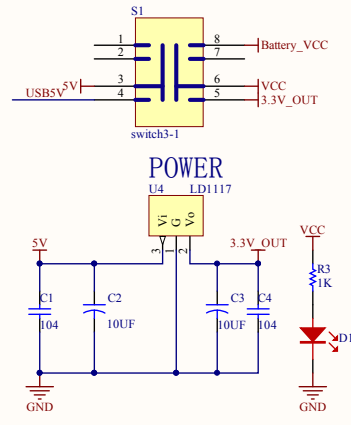 S1
1
8
Battery_VCC
2
7
5V
3
6
VCC
USB5V
4
5
3.3V_OUT
switch3-1
POWER
U4
LD1117
Vi
G
Vo
3
1
2
5V
3.3V_OUT
VCC
C1
104
C2
10UF
C3
10UF
C4
104
R3
1K
D1
GND
GND